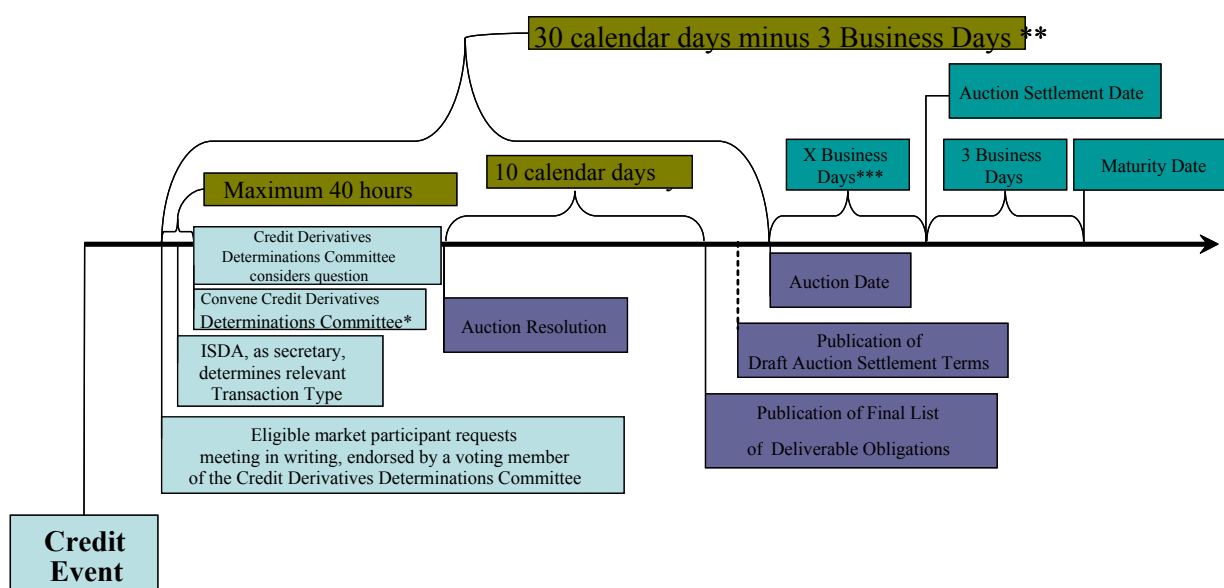 30 calendar days minus 3 Business Days **
Auction Settlement Date
X Business
Days***
3 Business
Days
Maturity Date
10 calendar days
Maximum 40 hours
Credit Derivatives
Determinations Committee
considers question
Convene Credit Derivatives
Determinations Committee*
ISDA, as secretary,
determines relevant
Transaction Type
Eligible market participant requests
meeting in writing, endorsed by a voting member
of the Credit Derivatives Determinations Committee
Auction Resolution
Auction Date
Publication of
Draft Auction Settlement Terms
Publication of Final List
of Deliverable Obligations
Credit
Event